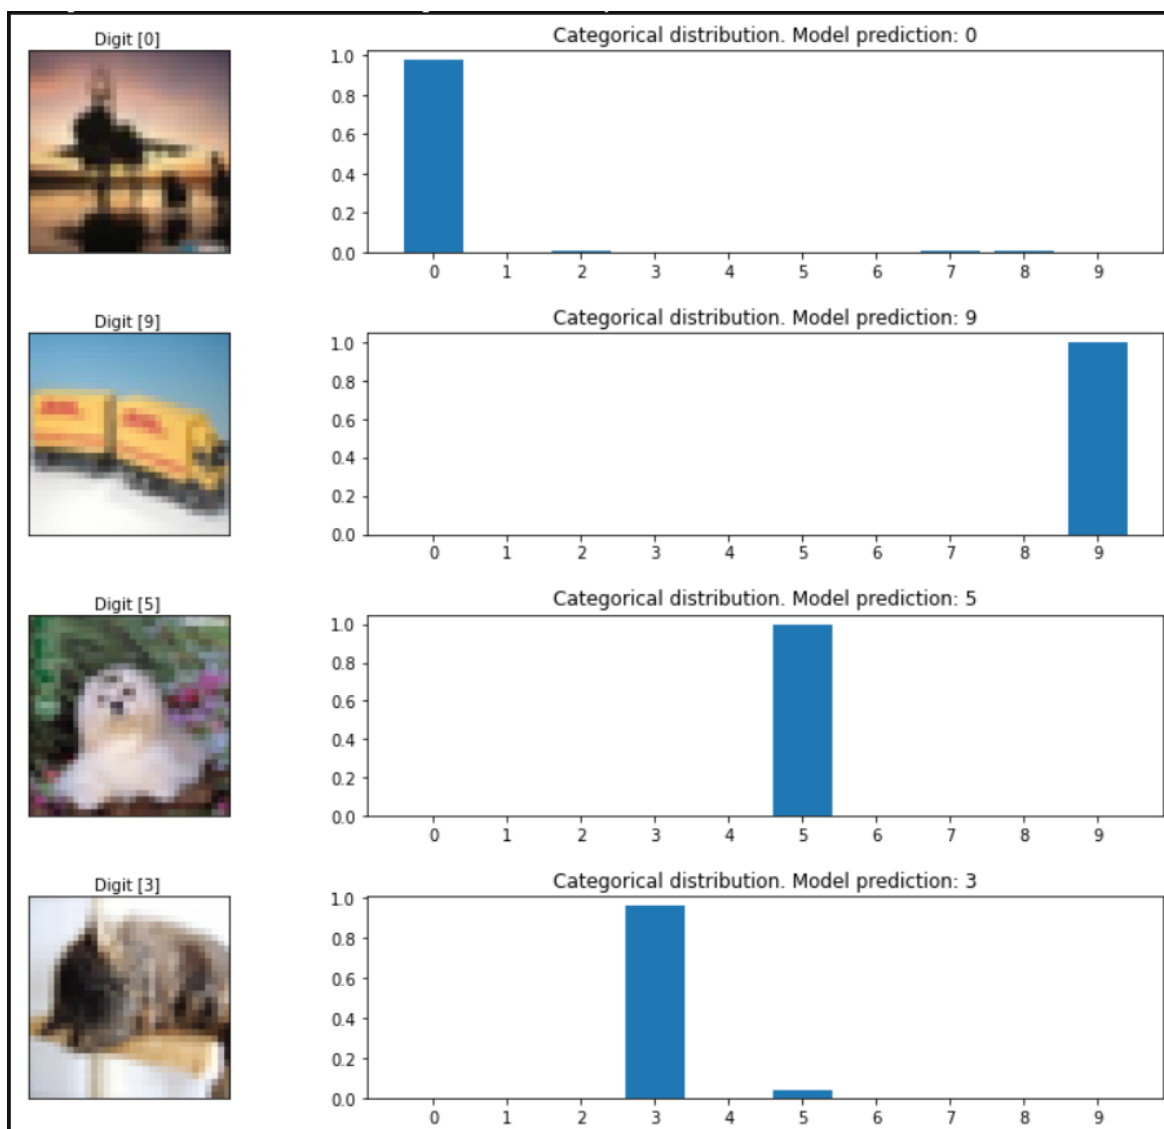 Digit [0]
Categorical distribution. Model prediction: 0
1.0
0.8
0.6
0.4
0.2
0.0
0 1 2 3 4 5 6 7 8 9
Digit [9]
Categorical distribution. Model prediction: 9
1.0
0.8
0.6
0.4
0.2
0.0
0 1 2 3 4 5 6 7 8 9
Digit [5]
Categorical distribution. Model prediction: 5
1.0
0.8
0.6
0.4
0.2
0.0
0 1 2 3 4 5 6 7 8 9
Digit [3]
Categorical distribution. Model prediction: 3
1.0
0.8
0.6
0.4
0.2
0.0
0 1 2 3 4 5 6 7 8 9